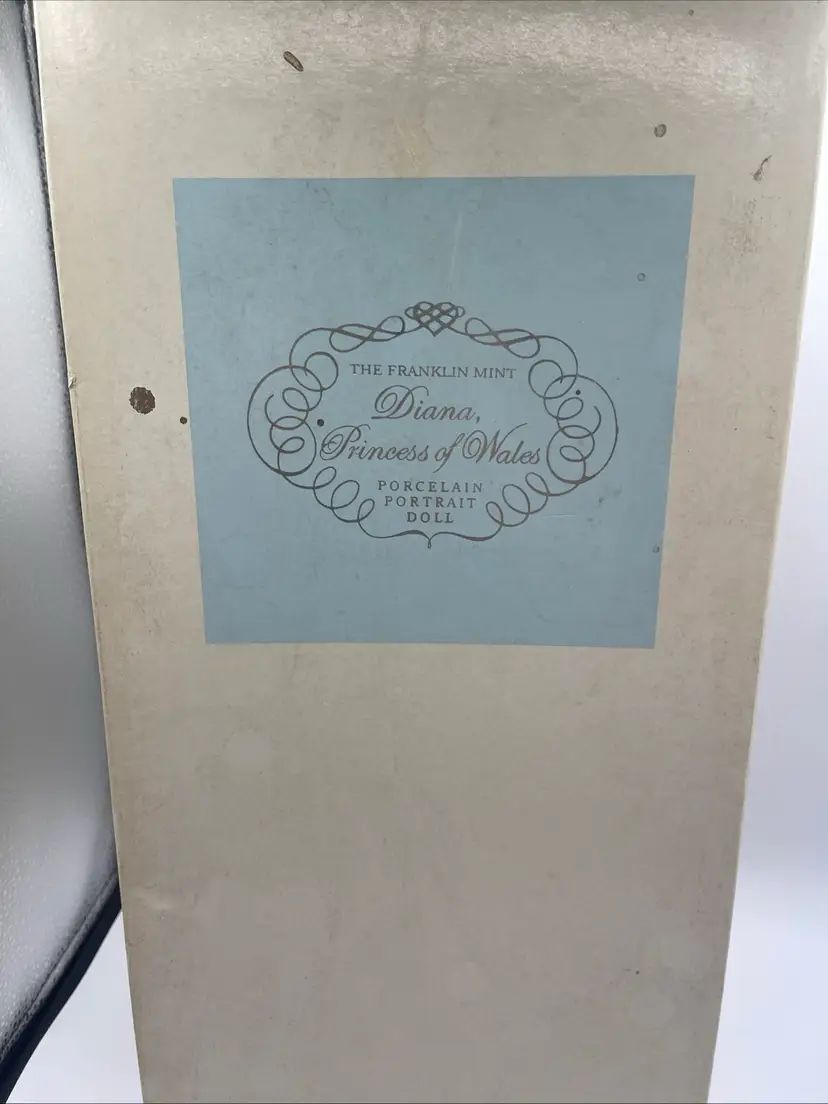 THE FRANKLIN MINT
Diana,
Princess of Wales
PORCELAIN
PORTRAIT
DOLL